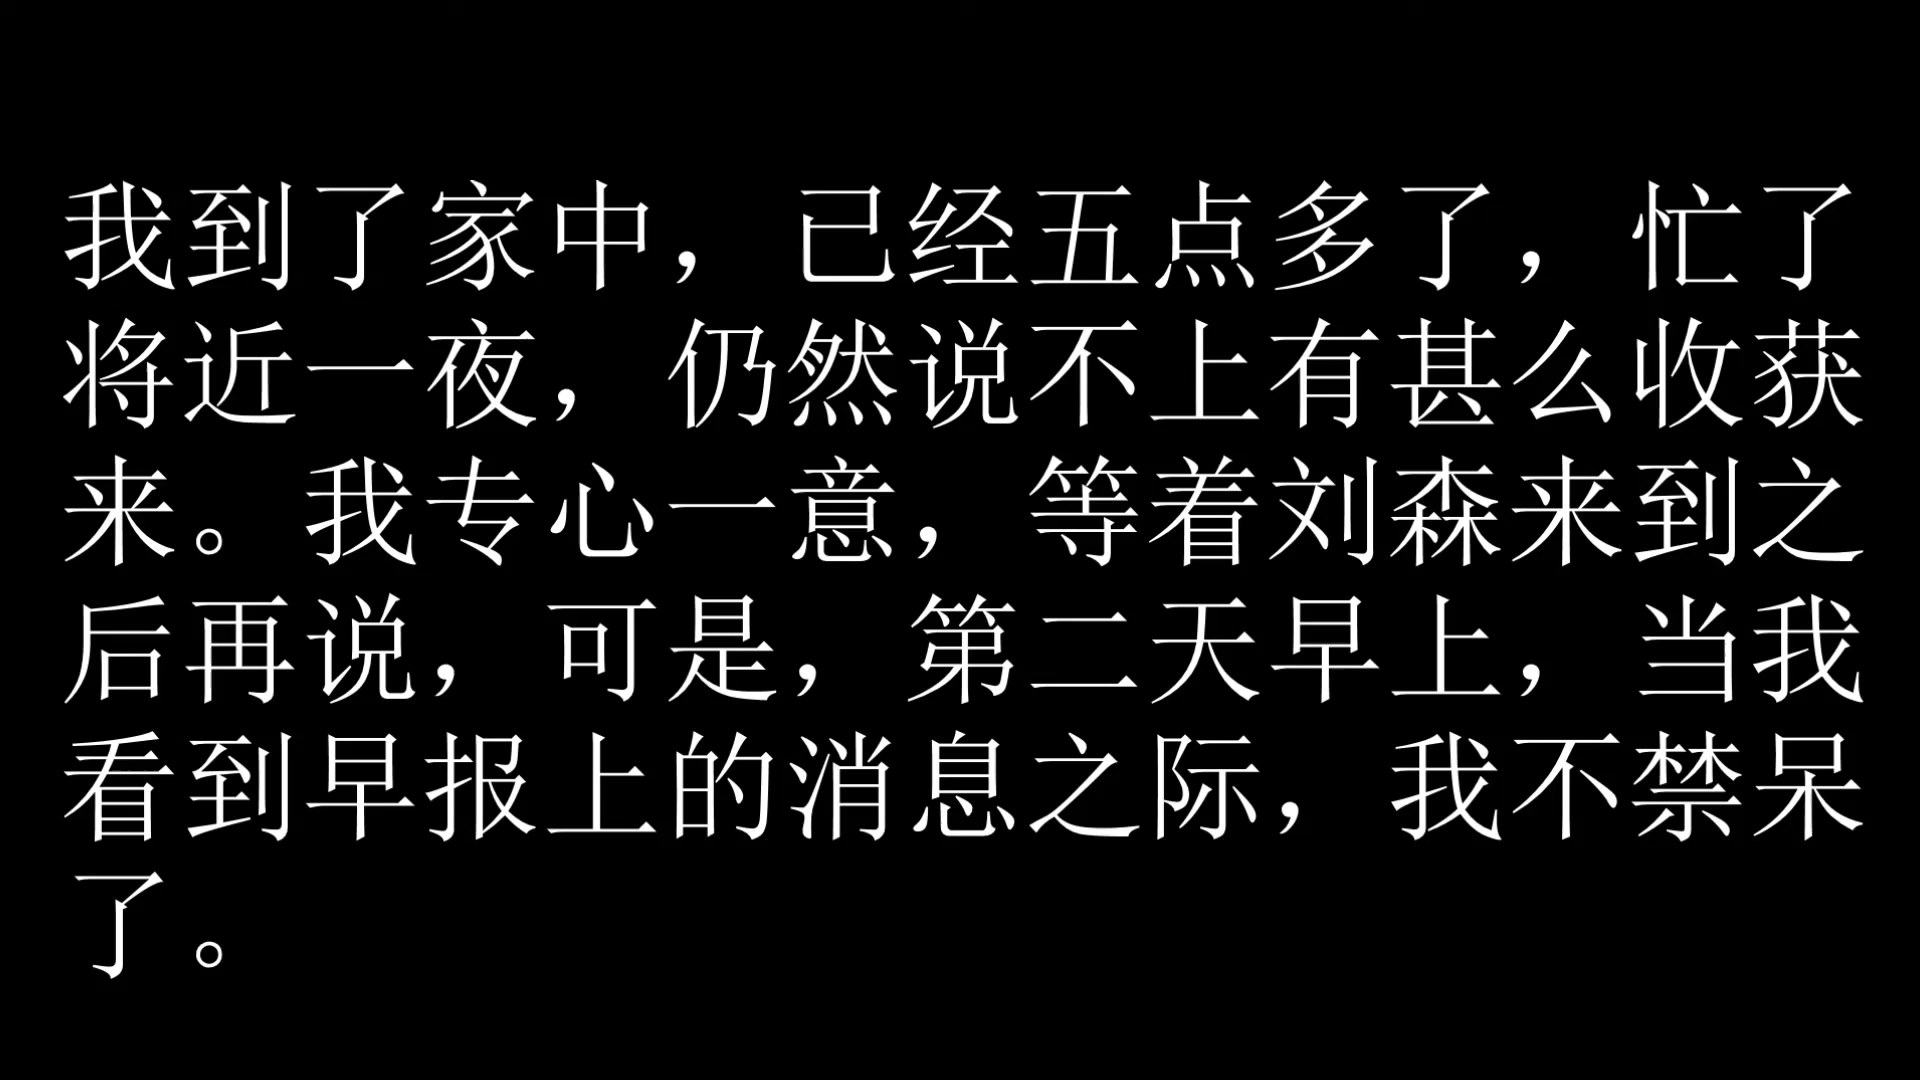 我到了家中，已经五点多了，忙了
将近一夜，仍然说不上有甚么收获
来。我专心一意，等着刘森来到之
后再说，可是，第二天早上，当我
看到早报上的消息之际，我不禁呆
了。